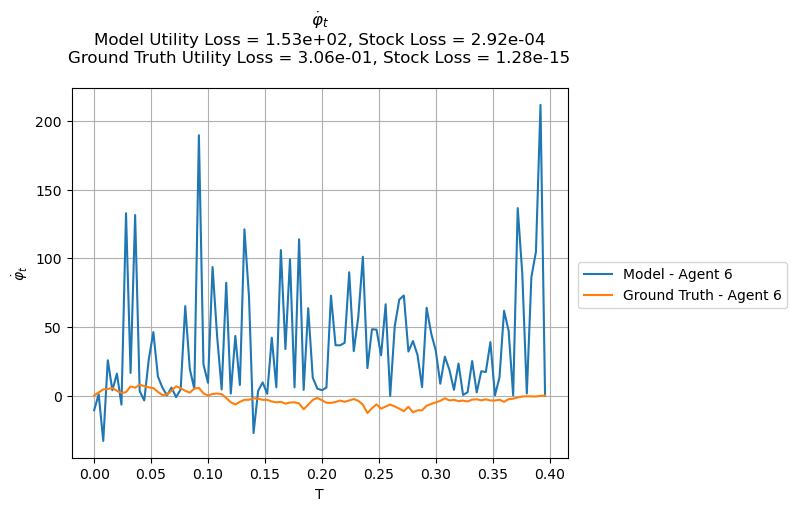 φ̇ₜ
Model Utility Loss = 1.53e+02, Stock Loss = 2.92e-04
Ground Truth Utility Loss = 3.06e-01, Stock Loss = 1.28e-15
200
150
100
50
0
φ̇ₜ
0.00 0.05 0.10 0.15 0.20 0.25 0.30 0.35 0.40
T
Model - Agent 6
Ground Truth - Agent 6